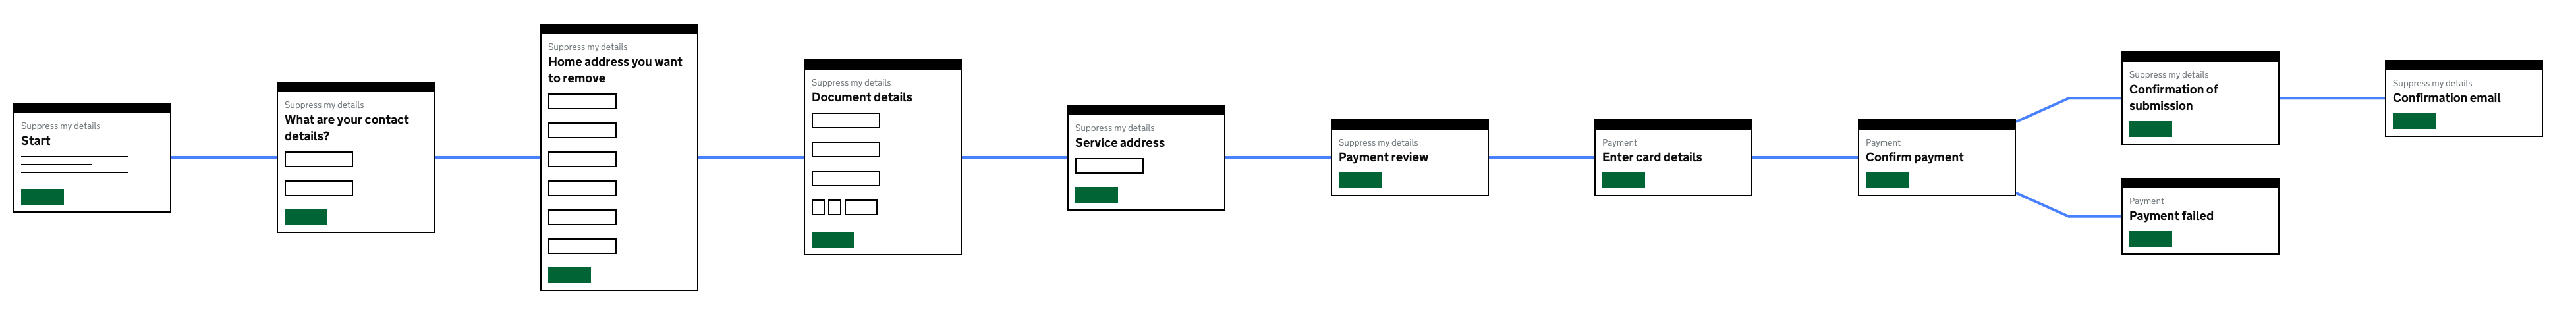 Suppress my details
Start
Suppress my details
What are your contact
details?
Suppress my details
Home address you want
to remove
Suppress my details
Document details
Suppress my details
Service address
Suppress my details
Payment review
Payment
Enter card details
Payment
Confirm payment
Suppress my details
Confirmation of
submission
Payment
Payment failed
Suppress my details
Confirmation email